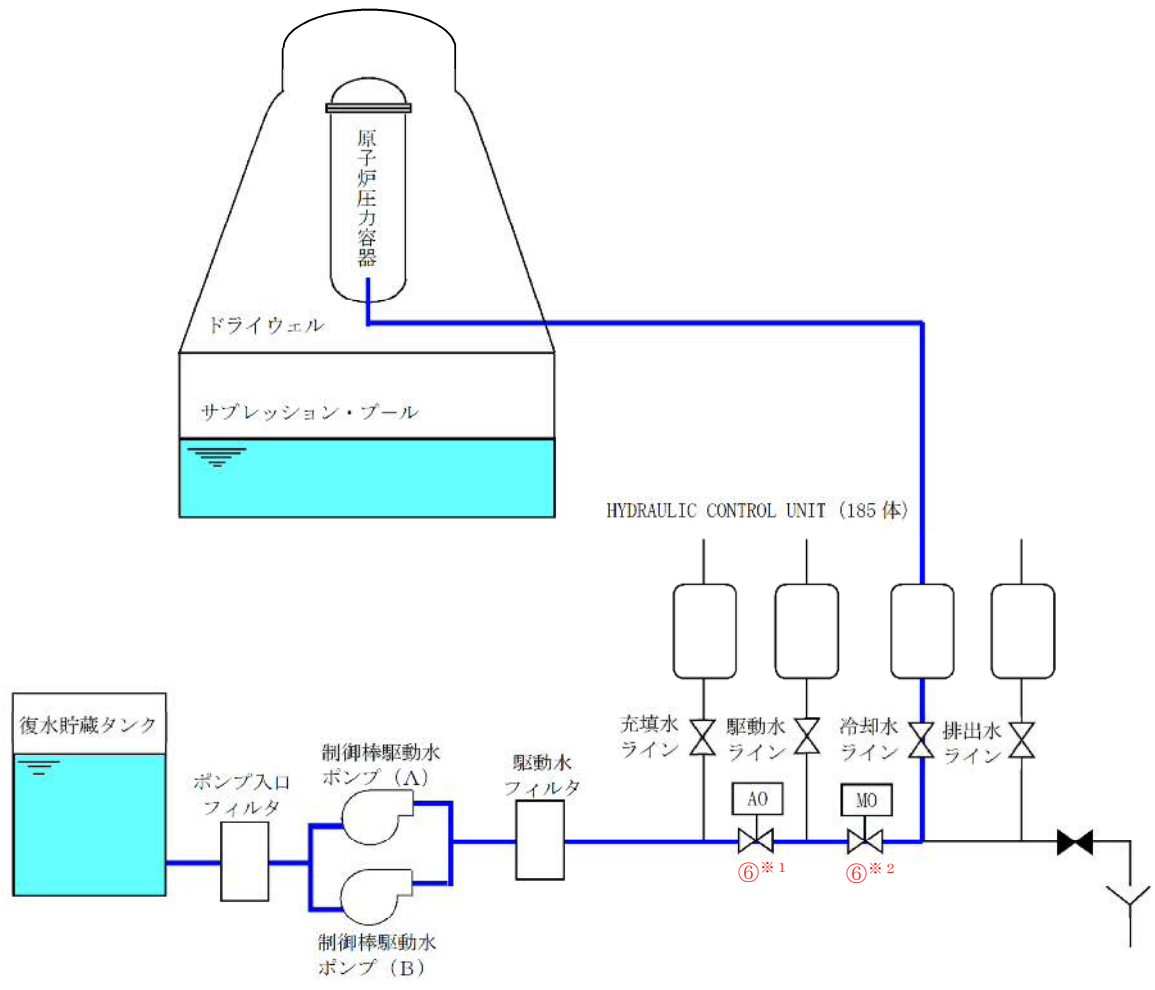 原子炉圧力容器
ドライウェル
サプレッション・プール
HYDRAULIC CONTROL UNIT (185 体)
復水貯蔵タンク
ポンプ入口
フィルタ
制御棒駆動水
ポンプ (A)
制御棒駆動水
ポンプ (B)
駆動水
フィルタ
充填水
ライン
駆動水
ライン
冷却水
ライン
排出水
ライン
AO
MO
⑥※1
⑥※2